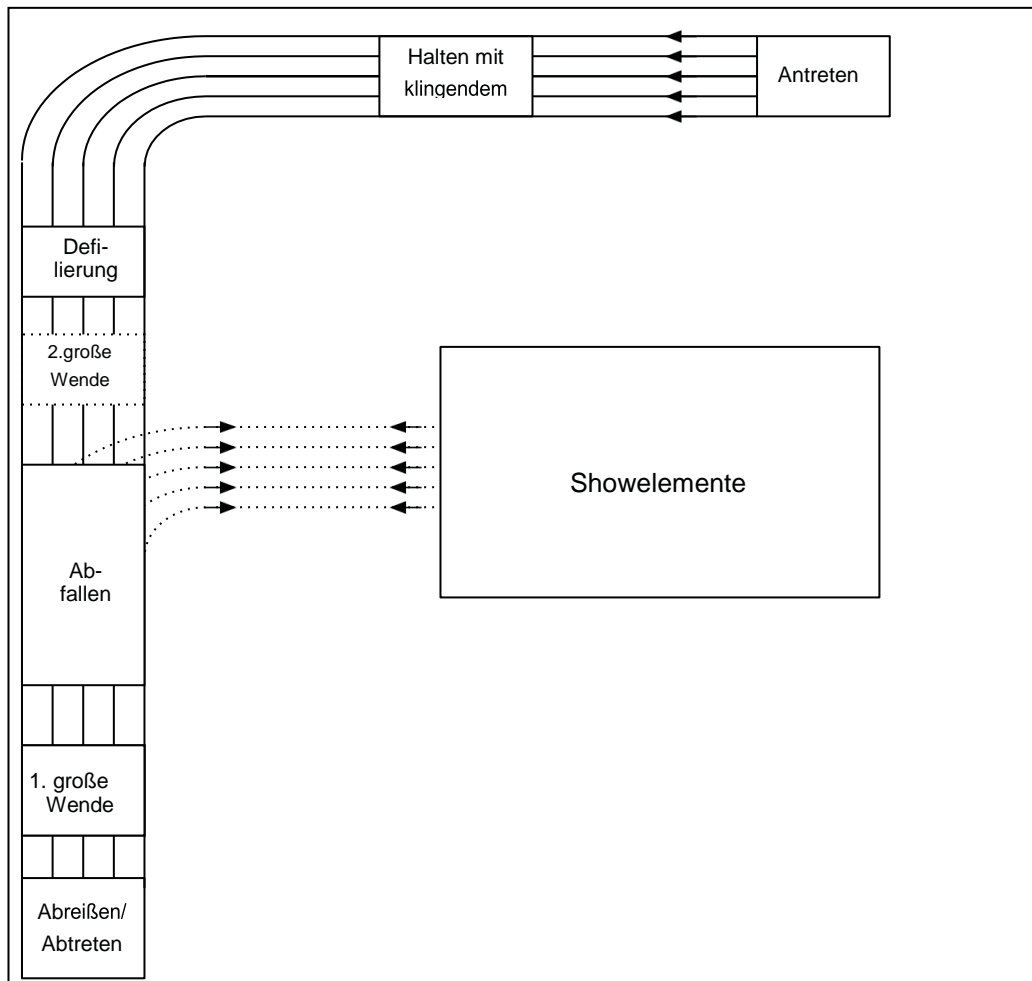 Halten mit
klingendem
Antreten
Defi-
lierung
2.große
Wende
Showelemente
Ab-
fallen
1. große
Wende
Abreißen/
Abtreten